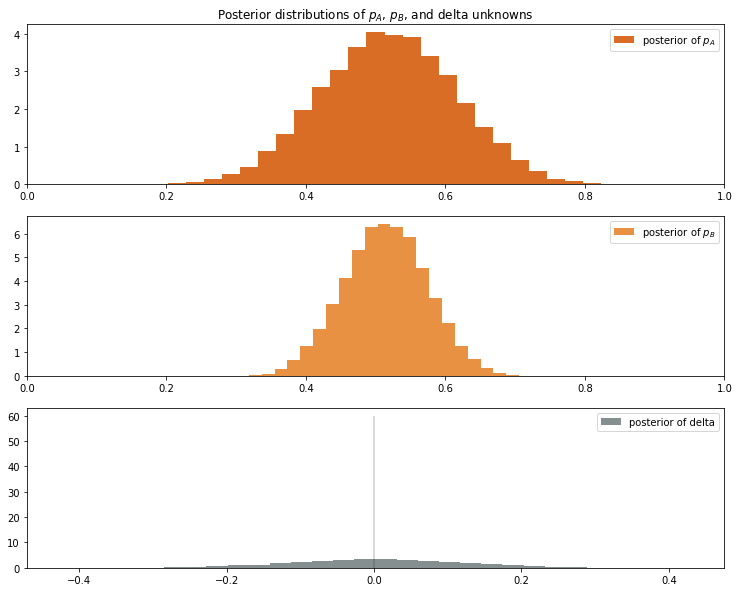 Posterior distributions of $p_A$, $p_B$, and delta unknowns
4
3
2
1
0
posterior of $p_A$
0.0 0.2 0.4 0.6 0.8 1.0
6
5
4
3
2
1
0
posterior of $p_B$
0.0 0.2 0.4 0.6 0.8 1.0
60
50
40
30
20
10
0
posterior of delta
−0.4 −0.2 0.0 0.2 0.4